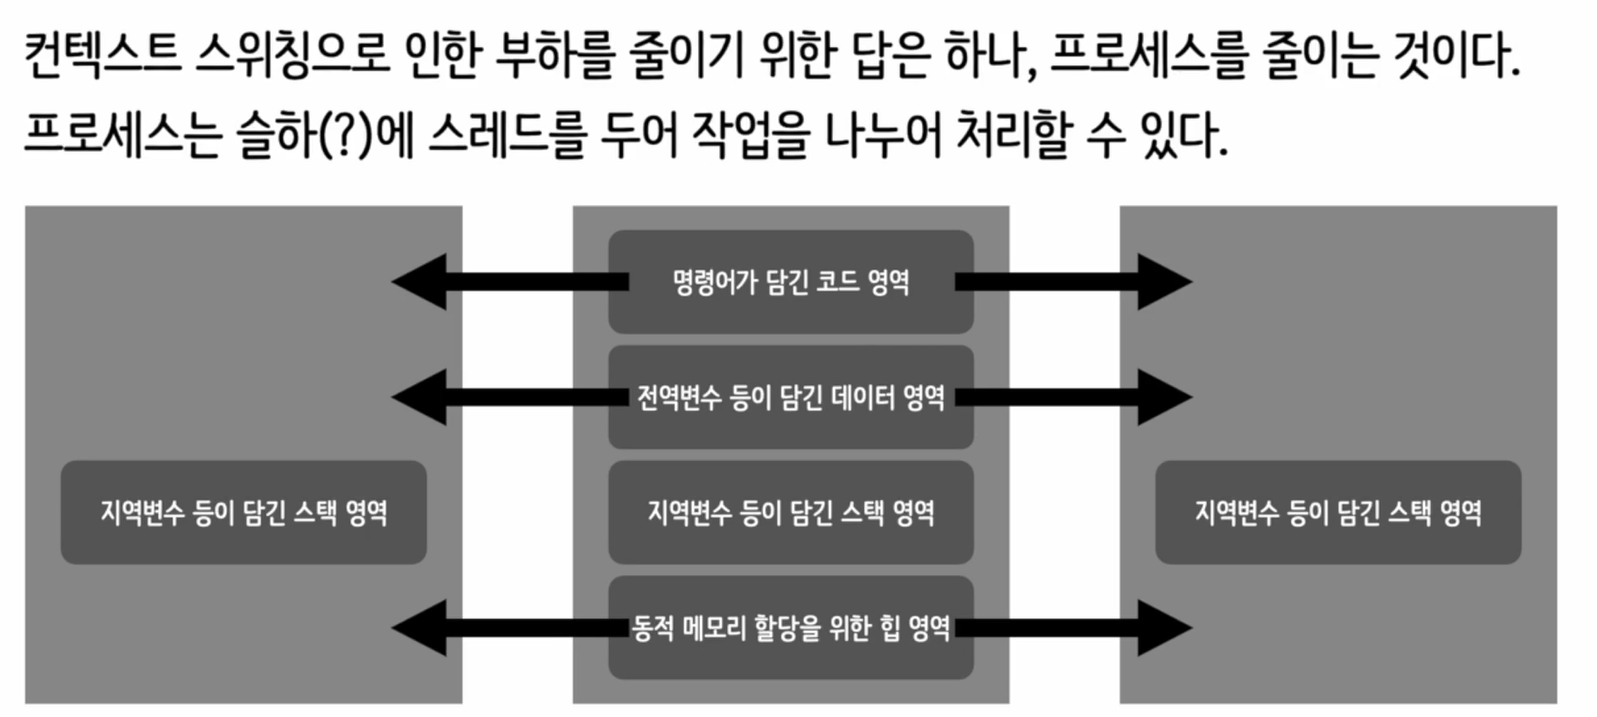 컨텍스트 스위칭으로 인한 부하를 줄이기 위한 답은 하나, 프로세스를 줄이는 것이다.
프로세스는 슬하(?)에 스레드를 두어 작업을 나누어 처리할 수 있다.
명령어가 담긴 코드 영역
전역변수 등이 담긴 데이터 영역
지역변수 등이 담긴 스택 영역
지역변수 등이 담긴 스택 영역
지역변수 등이 담긴 스택 영역
동적 메모리 할당을 위한 힙 영역